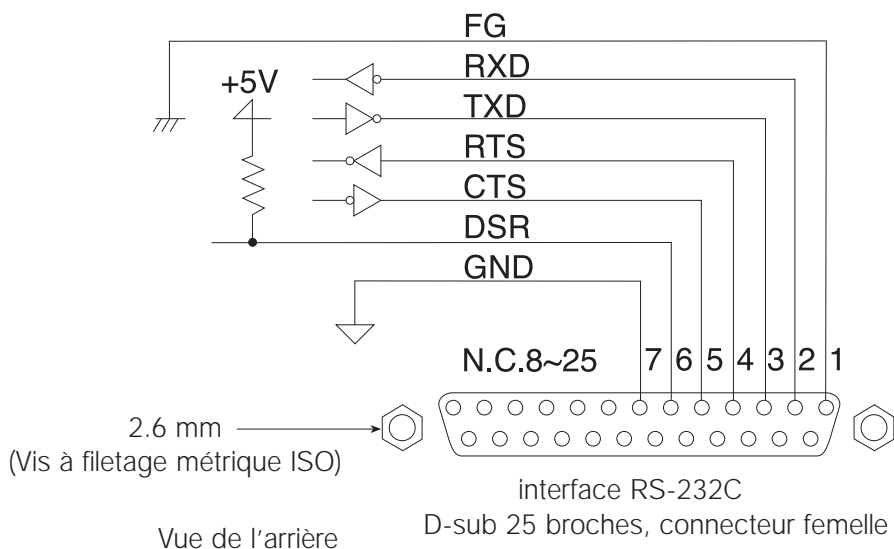 FG
RXD
+5V
TXD
RTS
CTS
DSR
GND
N.C.8~25 7 6 5 4 3 2 1
2.6 mm
(Vis à filetage métrique ISO)
interface RS-232C
D-sub 25 broches, connecteur femelle
Vue de l'arrière